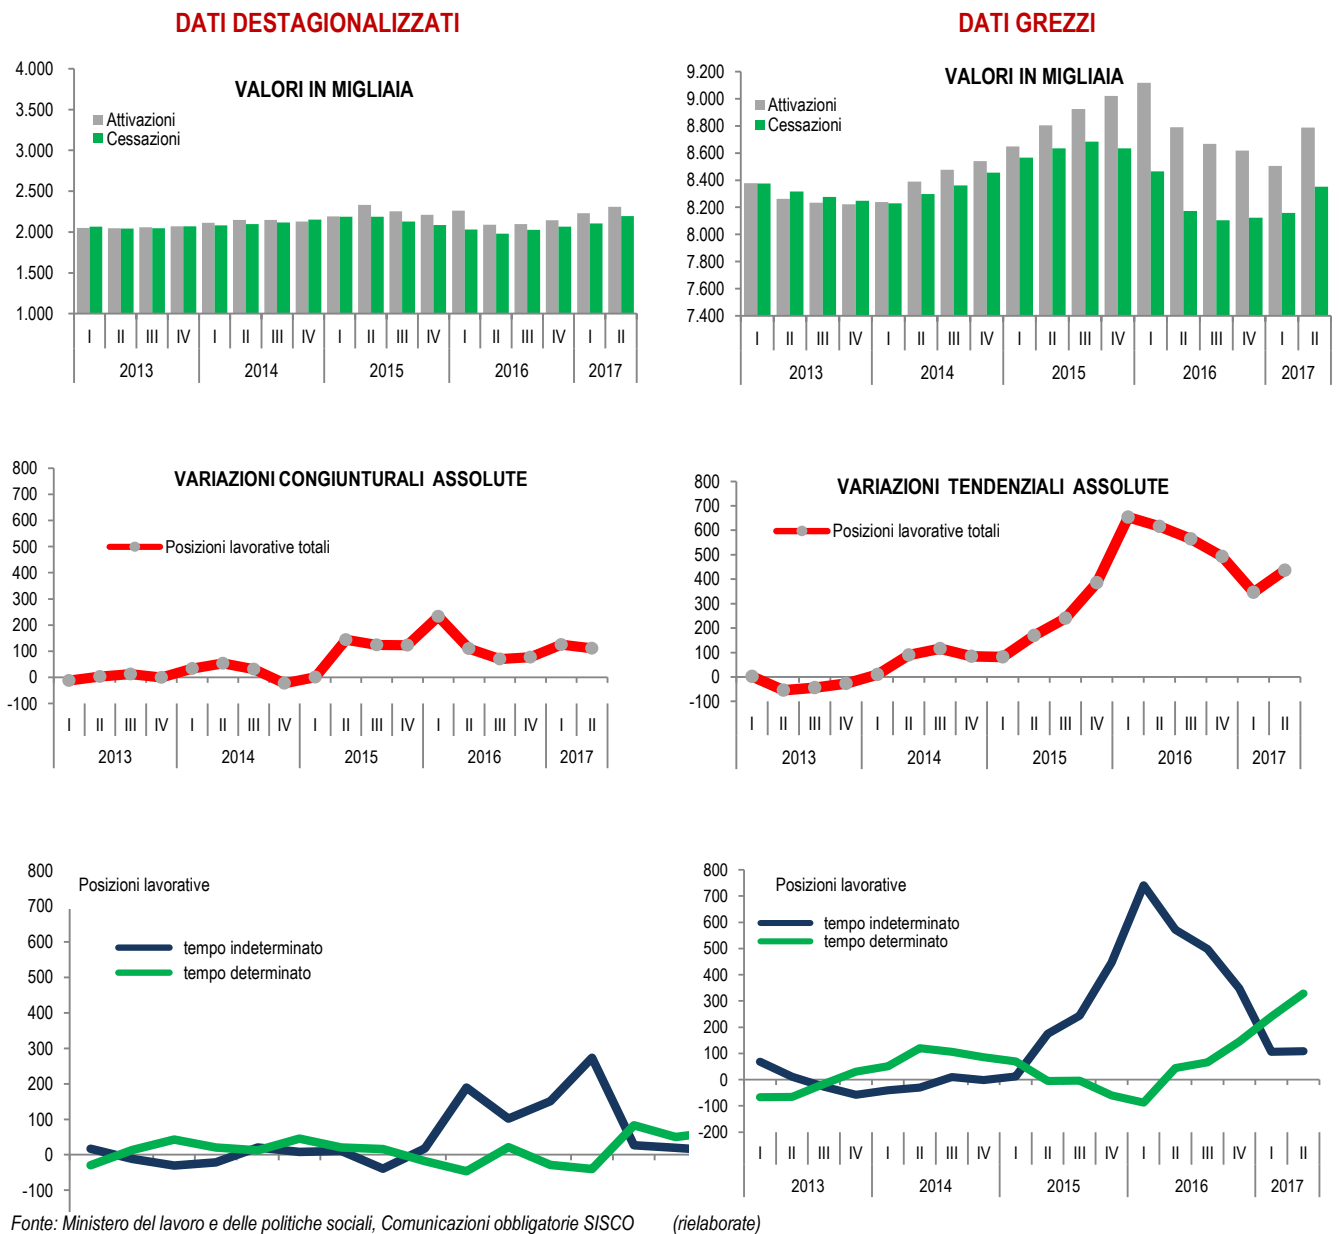 DATI DESTAGIONALIZZATI
VALORI IN MIGLIAIA
Attivazioni
Cessazioni
4.000
3.500
3.000
2.500
2.000
1.500
1.000
I II III IV I II III IV I II III IV I II III IV I II
2013 2014 2015 2016 2017
DATI GREZZI
VALORI IN MIGLIAIA
Attivazioni
Cessazioni
9.200
9.000
8.800
8.600
8.400
8.200
8.000
7.800
7.600
7.400
I II III IV I II III IV I II III IV I II III IV I II
2013 2014 2015 2016 2017
VARIAZIONI CONGIUNTURALI ASSOLUTE
Posizioni lavorative totali
800
700
600
500
400
300
200
100
0
-100
I II III IV I II III IV I II III IV I II III IV I II
2013 2014 2015 2016 2017
VARIAZIONI TENDENZIALI ASSOLUTE
Posizioni lavorative totali
800
700
600
500
400
300
200
100
0
-100
I II III IV I II III IV I II III IV I II III IV I II
2013 2014 2015 2016 2017
Posizioni lavorative
tempo indeterminato
tempo determinato
800
700
600
500
400
300
200
100
0
-100
Posizioni lavorative
tempo indeterminato
tempo determinato
800
700
600
500
400
300
200
100
0
-100
-200
I II III IV I II III IV I II III IV I II III IV I II
2013 2014 2015 2016 2017
Fonte: Ministero del lavoro e delle politiche sociali, Comunicazioni obbligatorie SISCO (rielaborate)